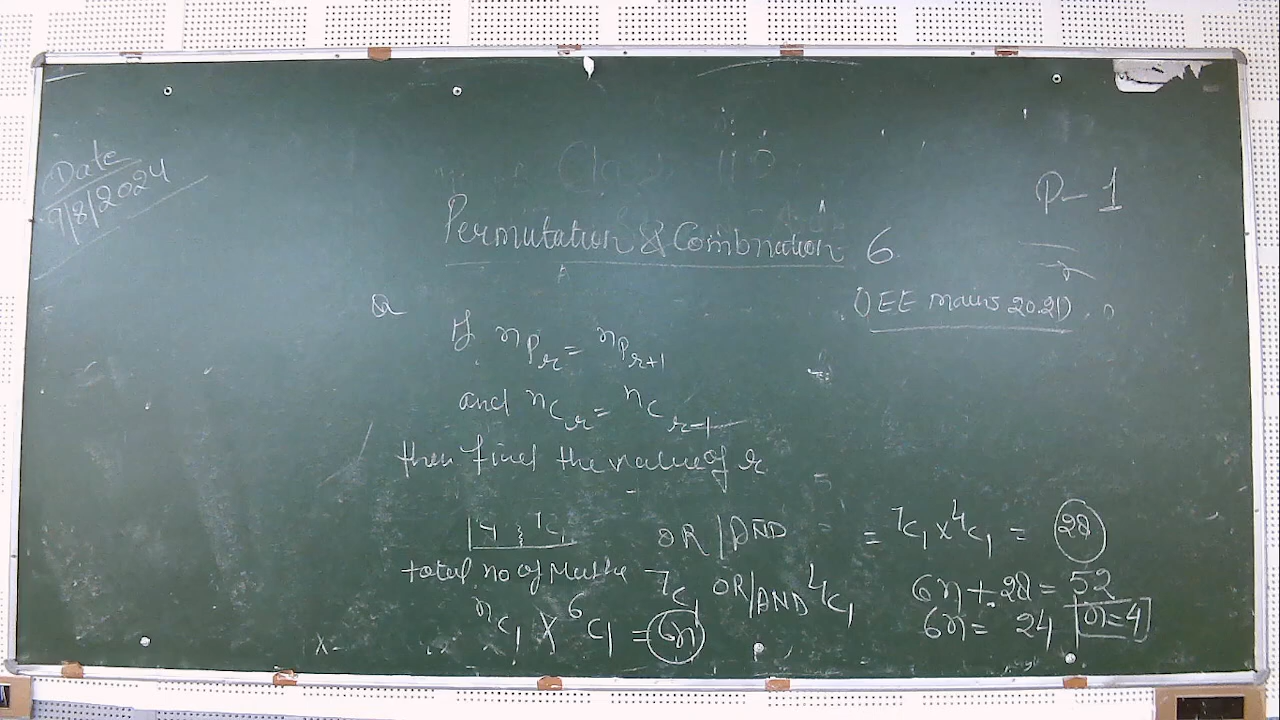 Date
9/8/2024
P-1
Permutation & Combination 6
(JEE mains 2021)
Q
If nPr = nPr+1
and nCr = nCr-1
then find the value of r
OR/AND = 7C1 x 4C1 = 28
total no of
7C1 OR/AND 4C1
nC1 X 6C1 = 6n
6n + 28 = 52
6n = 24 n=4